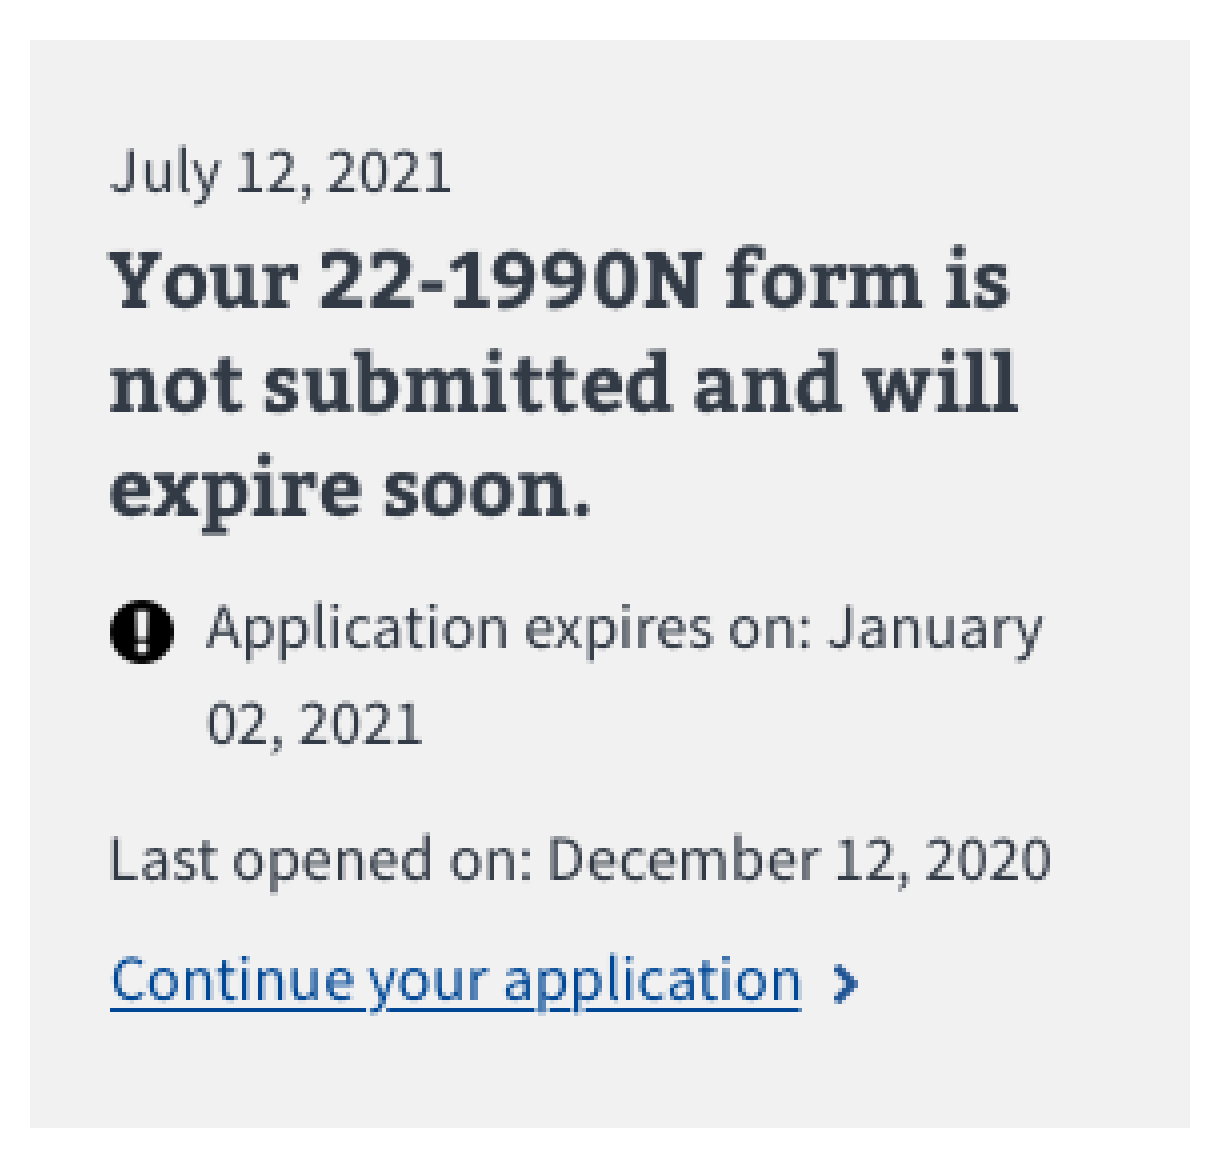 July 12, 2021
Your 22-1990N form is
not submitted and will
expire soon.
Application expires on: January
02, 2021
Last opened on: December 12, 2020
Continue your application